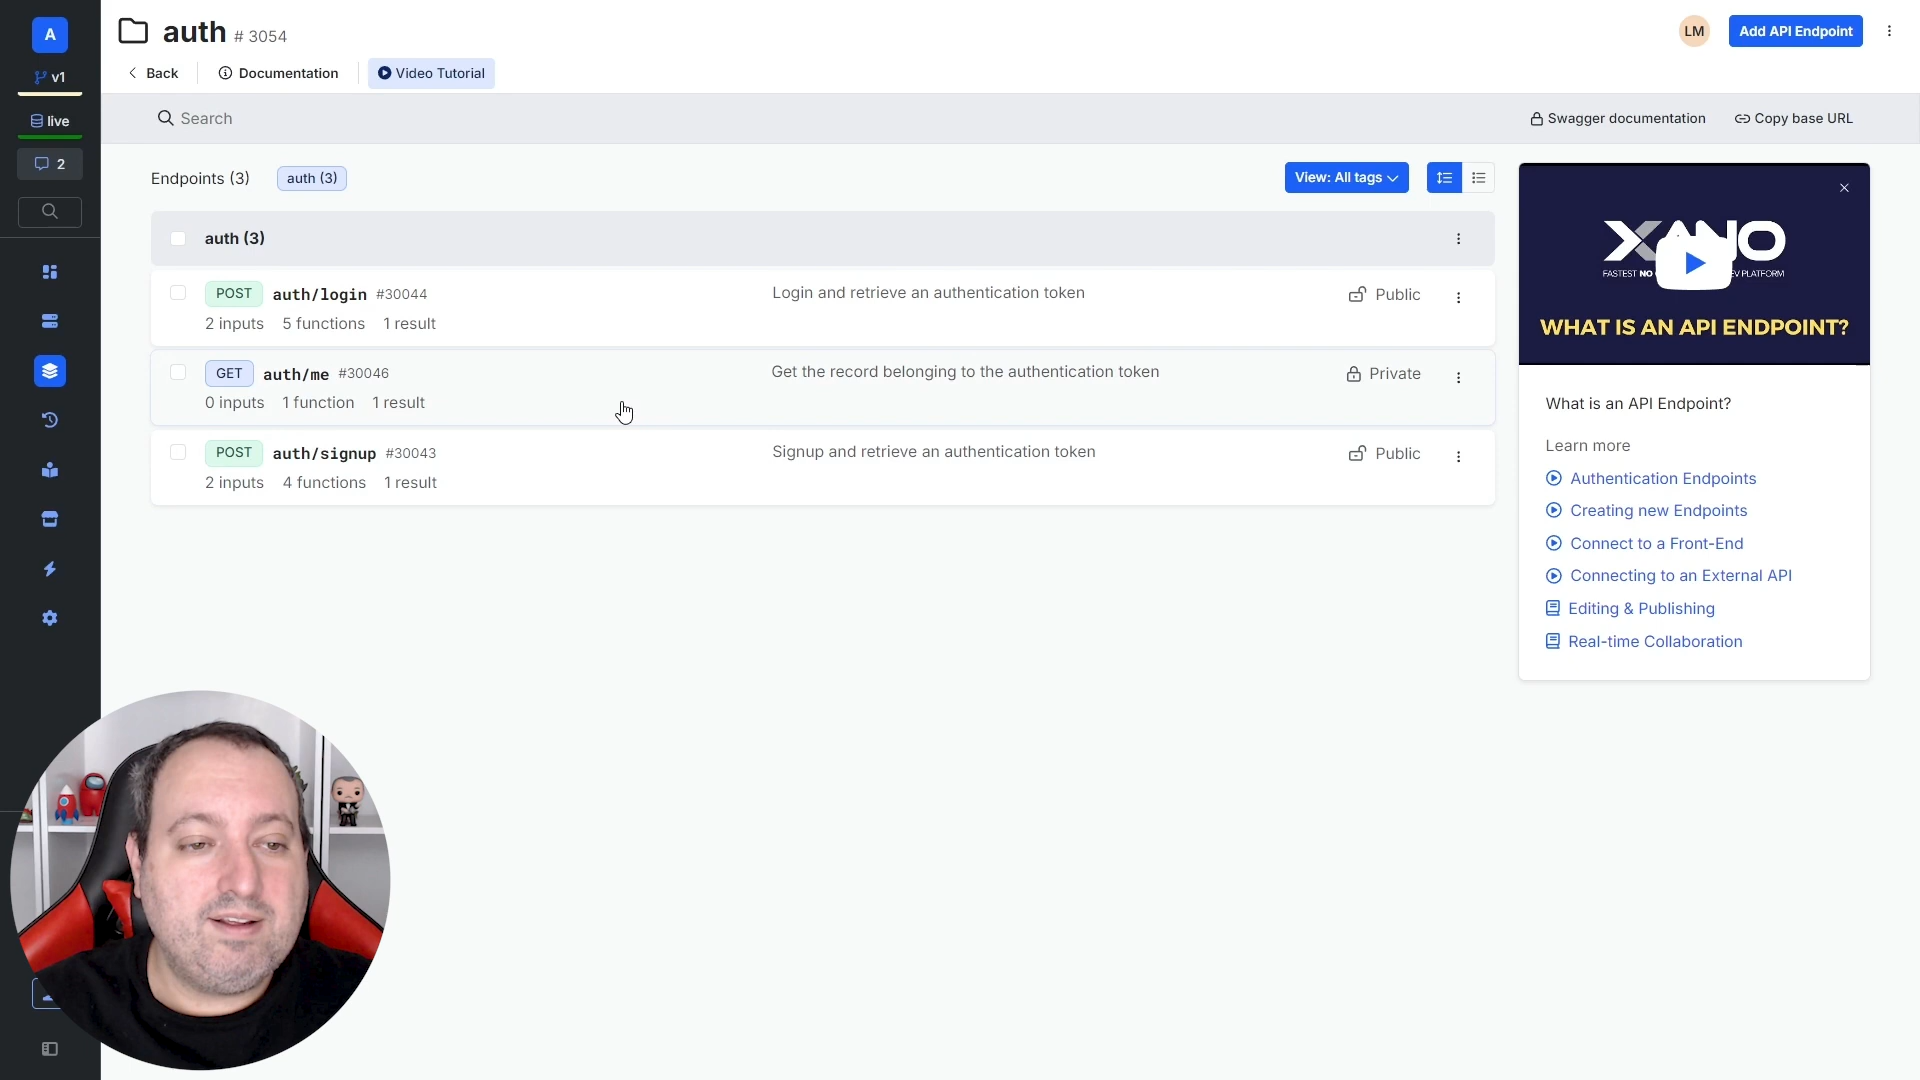 A
auth # 3054
LM
Add API Endpoint
v1
Back
Documentation
Video Tutorial
live
Search
Swagger documentation
Copy base URL
2
Endpoints (3)
auth (3)
View: All tags
auth (3)
POST auth/login #30044
Login and retrieve an authentication token
Public
2 inputs 5 functions 1 result
GET auth/me #30046
Get the record belonging to the authentication token
Private
0 inputs 1 function 1 result
POST auth/signup #30043
Signup and retrieve an authentication token
Public
2 inputs 4 functions 1 result
XANO
FASTEST NO
EV PLATFORM
WHAT IS AN API ENDPOINT?
What is an API Endpoint?
Learn more
Authentication Endpoints
Creating new Endpoints
Connect to a Front-End
Connecting to an External API
Editing & Publishing
Real-time Collaboration